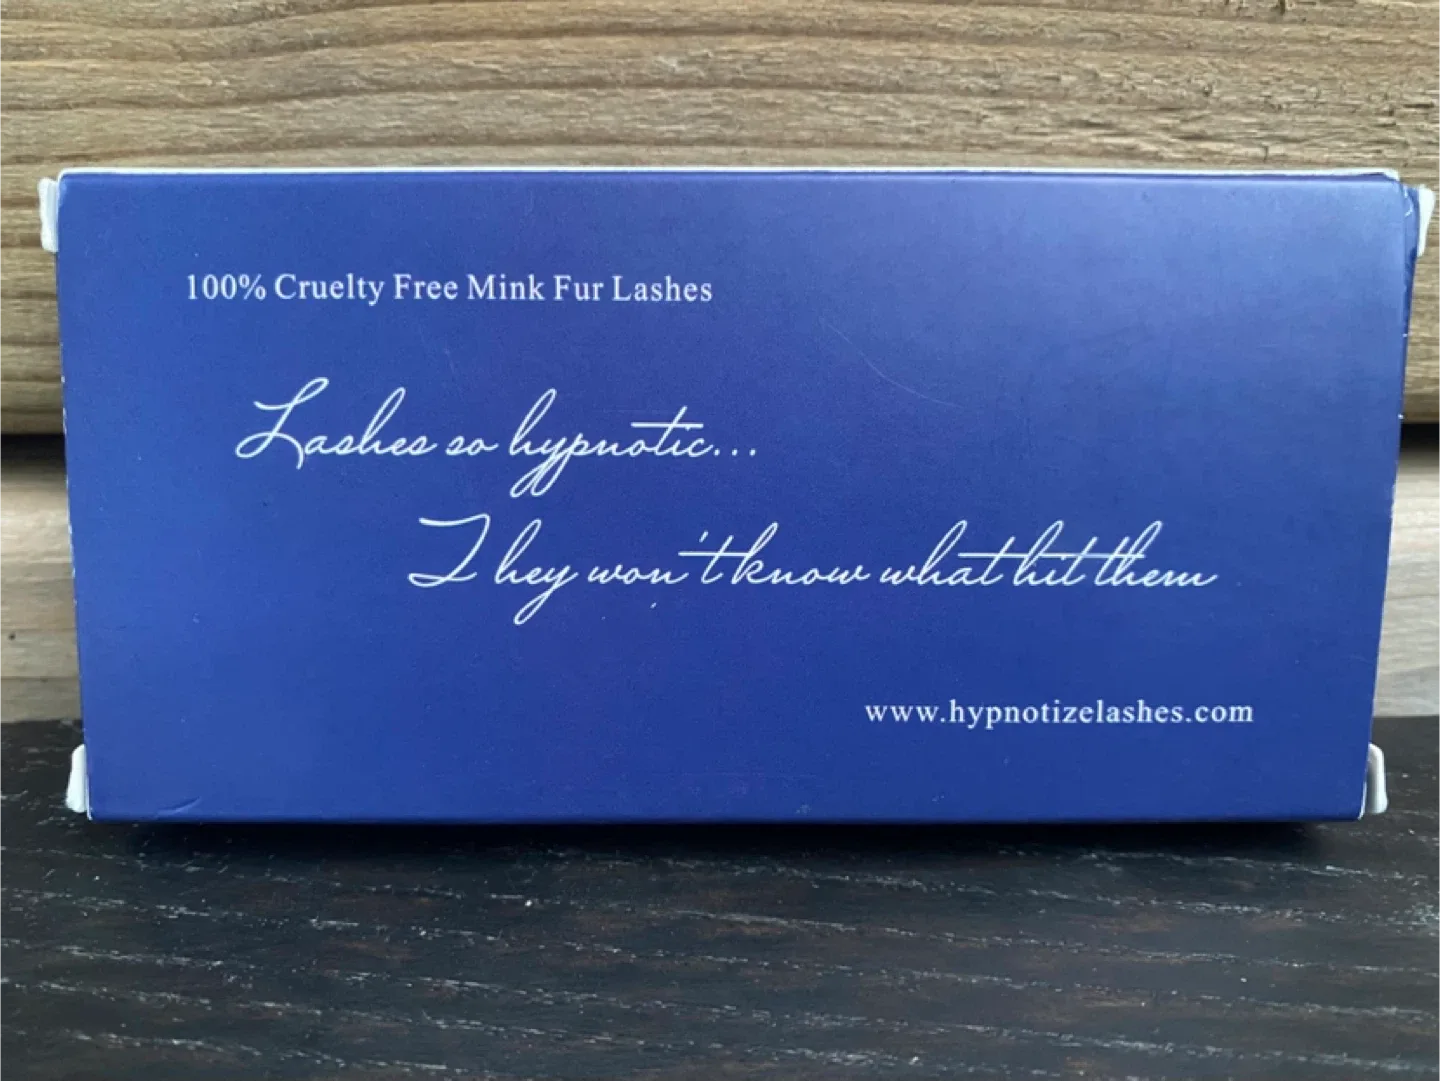 100% Cruelty Free Mink Fur Lashes
Lashes so hypnotic...
They won't know what hit them
www.hypnotizelashes.com